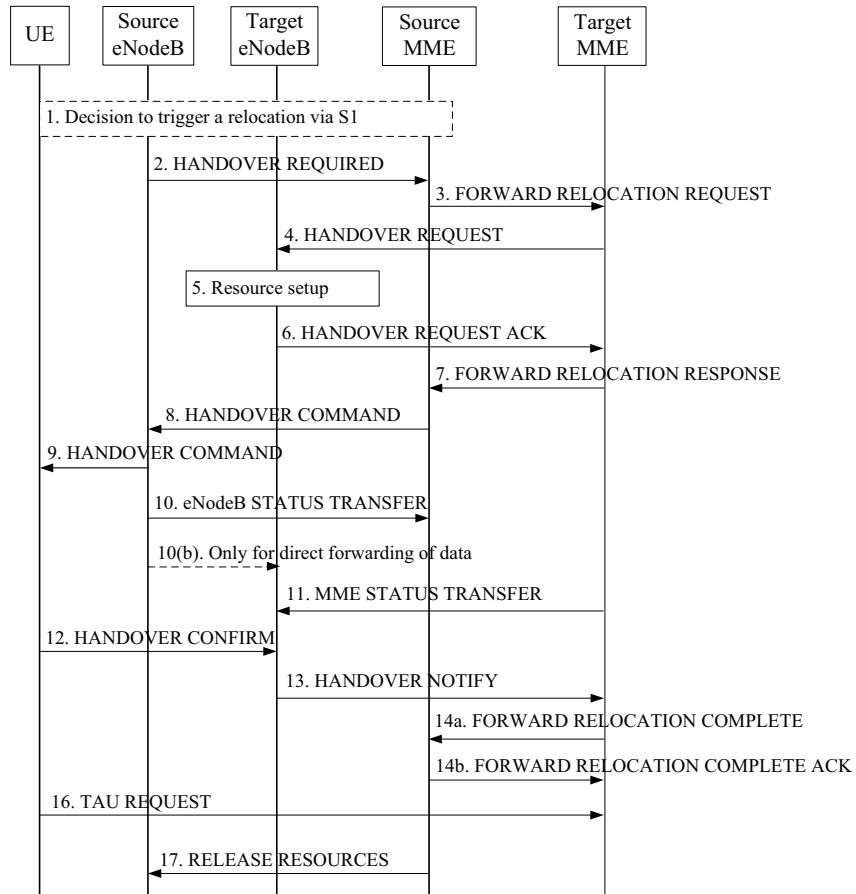 UE
Source
eNodeB
Target
eNodeB
Source
MME
Target
MME
1. Decision to trigger a relocation via S1
2. HANDOVER REQUIRED
3. FORWARD RELOCATION REQUEST
4. HANDOVER REQUEST
5. Resource setup
6. HANDOVER REQUEST ACK
7. FORWARD RELOCATION RESPONSE
8. HANDOVER COMMAND
9. HANDOVER COMMAND
10. eNodeB STATUS TRANSFER
10(b). Only for direct forwarding of data
11. MME STATUS TRANSFER
12. HANDOVER CONFIRM
13. HANDOVER NOTIFY
14a. FORWARD RELOCATION COMPLETE
14b. FORWARD RELOCATION COMPLETE ACK
16. TAU REQUEST
17. RELEASE RESOURCES